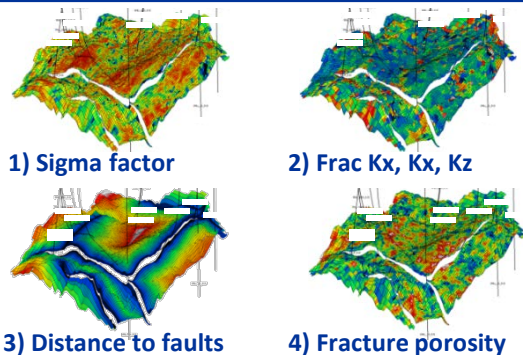 1) Sigma factor
2) Frac Kx, Kx, Kz
3) Distance to faults
4) Fracture porosity